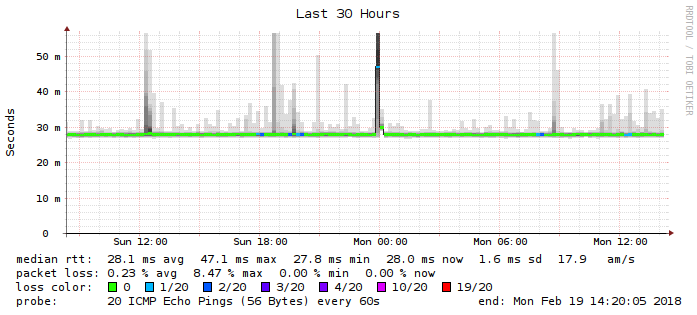 Last 30 Hours
RRDTOOL / TOBI OETIKER
Seconds
50 m
40 m
30 m
20 m
10 m
0
Sun 12:00 Sun 18:00 Mon 00:00 Mon 06:00 Mon 12:00
median rtt: 28.1 ms avg 47.1 ms max 27.8 ms min 28.0 ms now 1.6 ms sd 17.9 am/s
packet loss: 0.23 % avg 8.47 % max 0.00 % min 0.00 % now
loss color: 0 1/20 2/20 3/20 4/20 10/20 19/20
probe: 20 ICMP Echo Pings (56 Bytes) every 60s end: Mon Feb 19 14:20:05 2018